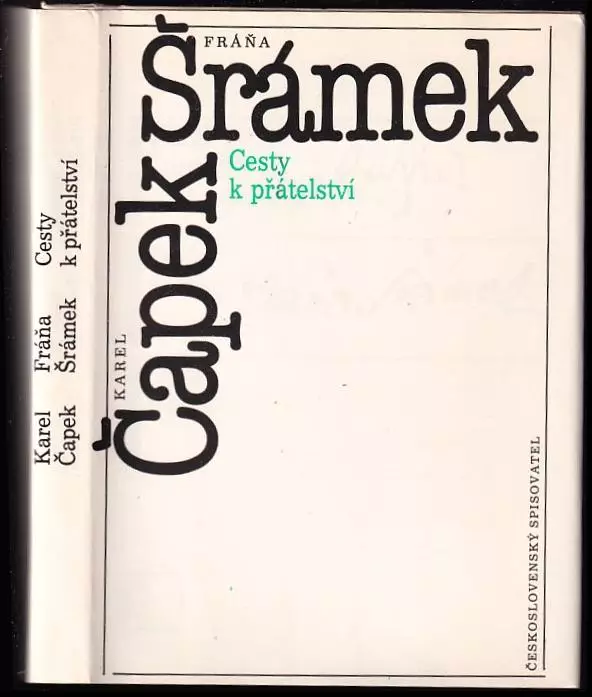 FRÁŇA
Šrámek
KAREL
Čapek
Cesty
k přátelství
ČESKOSLOVENSKÝ SPISOVATEL
Karel Fráňa Cesty
Čapek Šrámek k přátelství